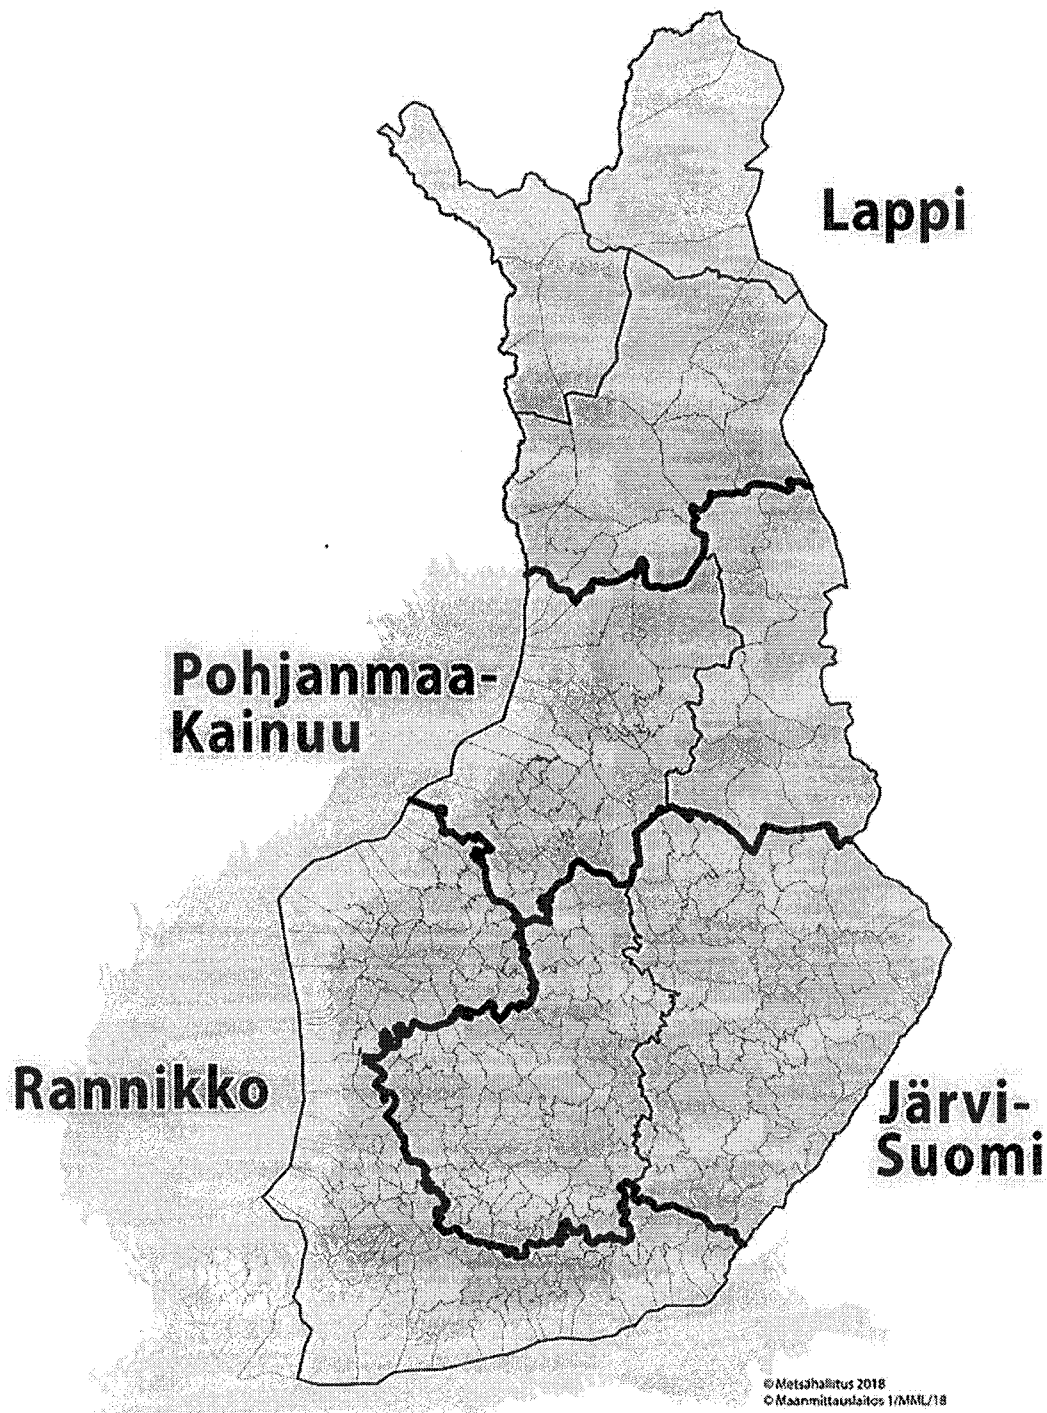 Lappi
Pohjanmaa-
Kainuu
Rannikko
Järvi-
Suomi
© Metsähallitus 2018
© Maanmittauslaitos 1/MML/18